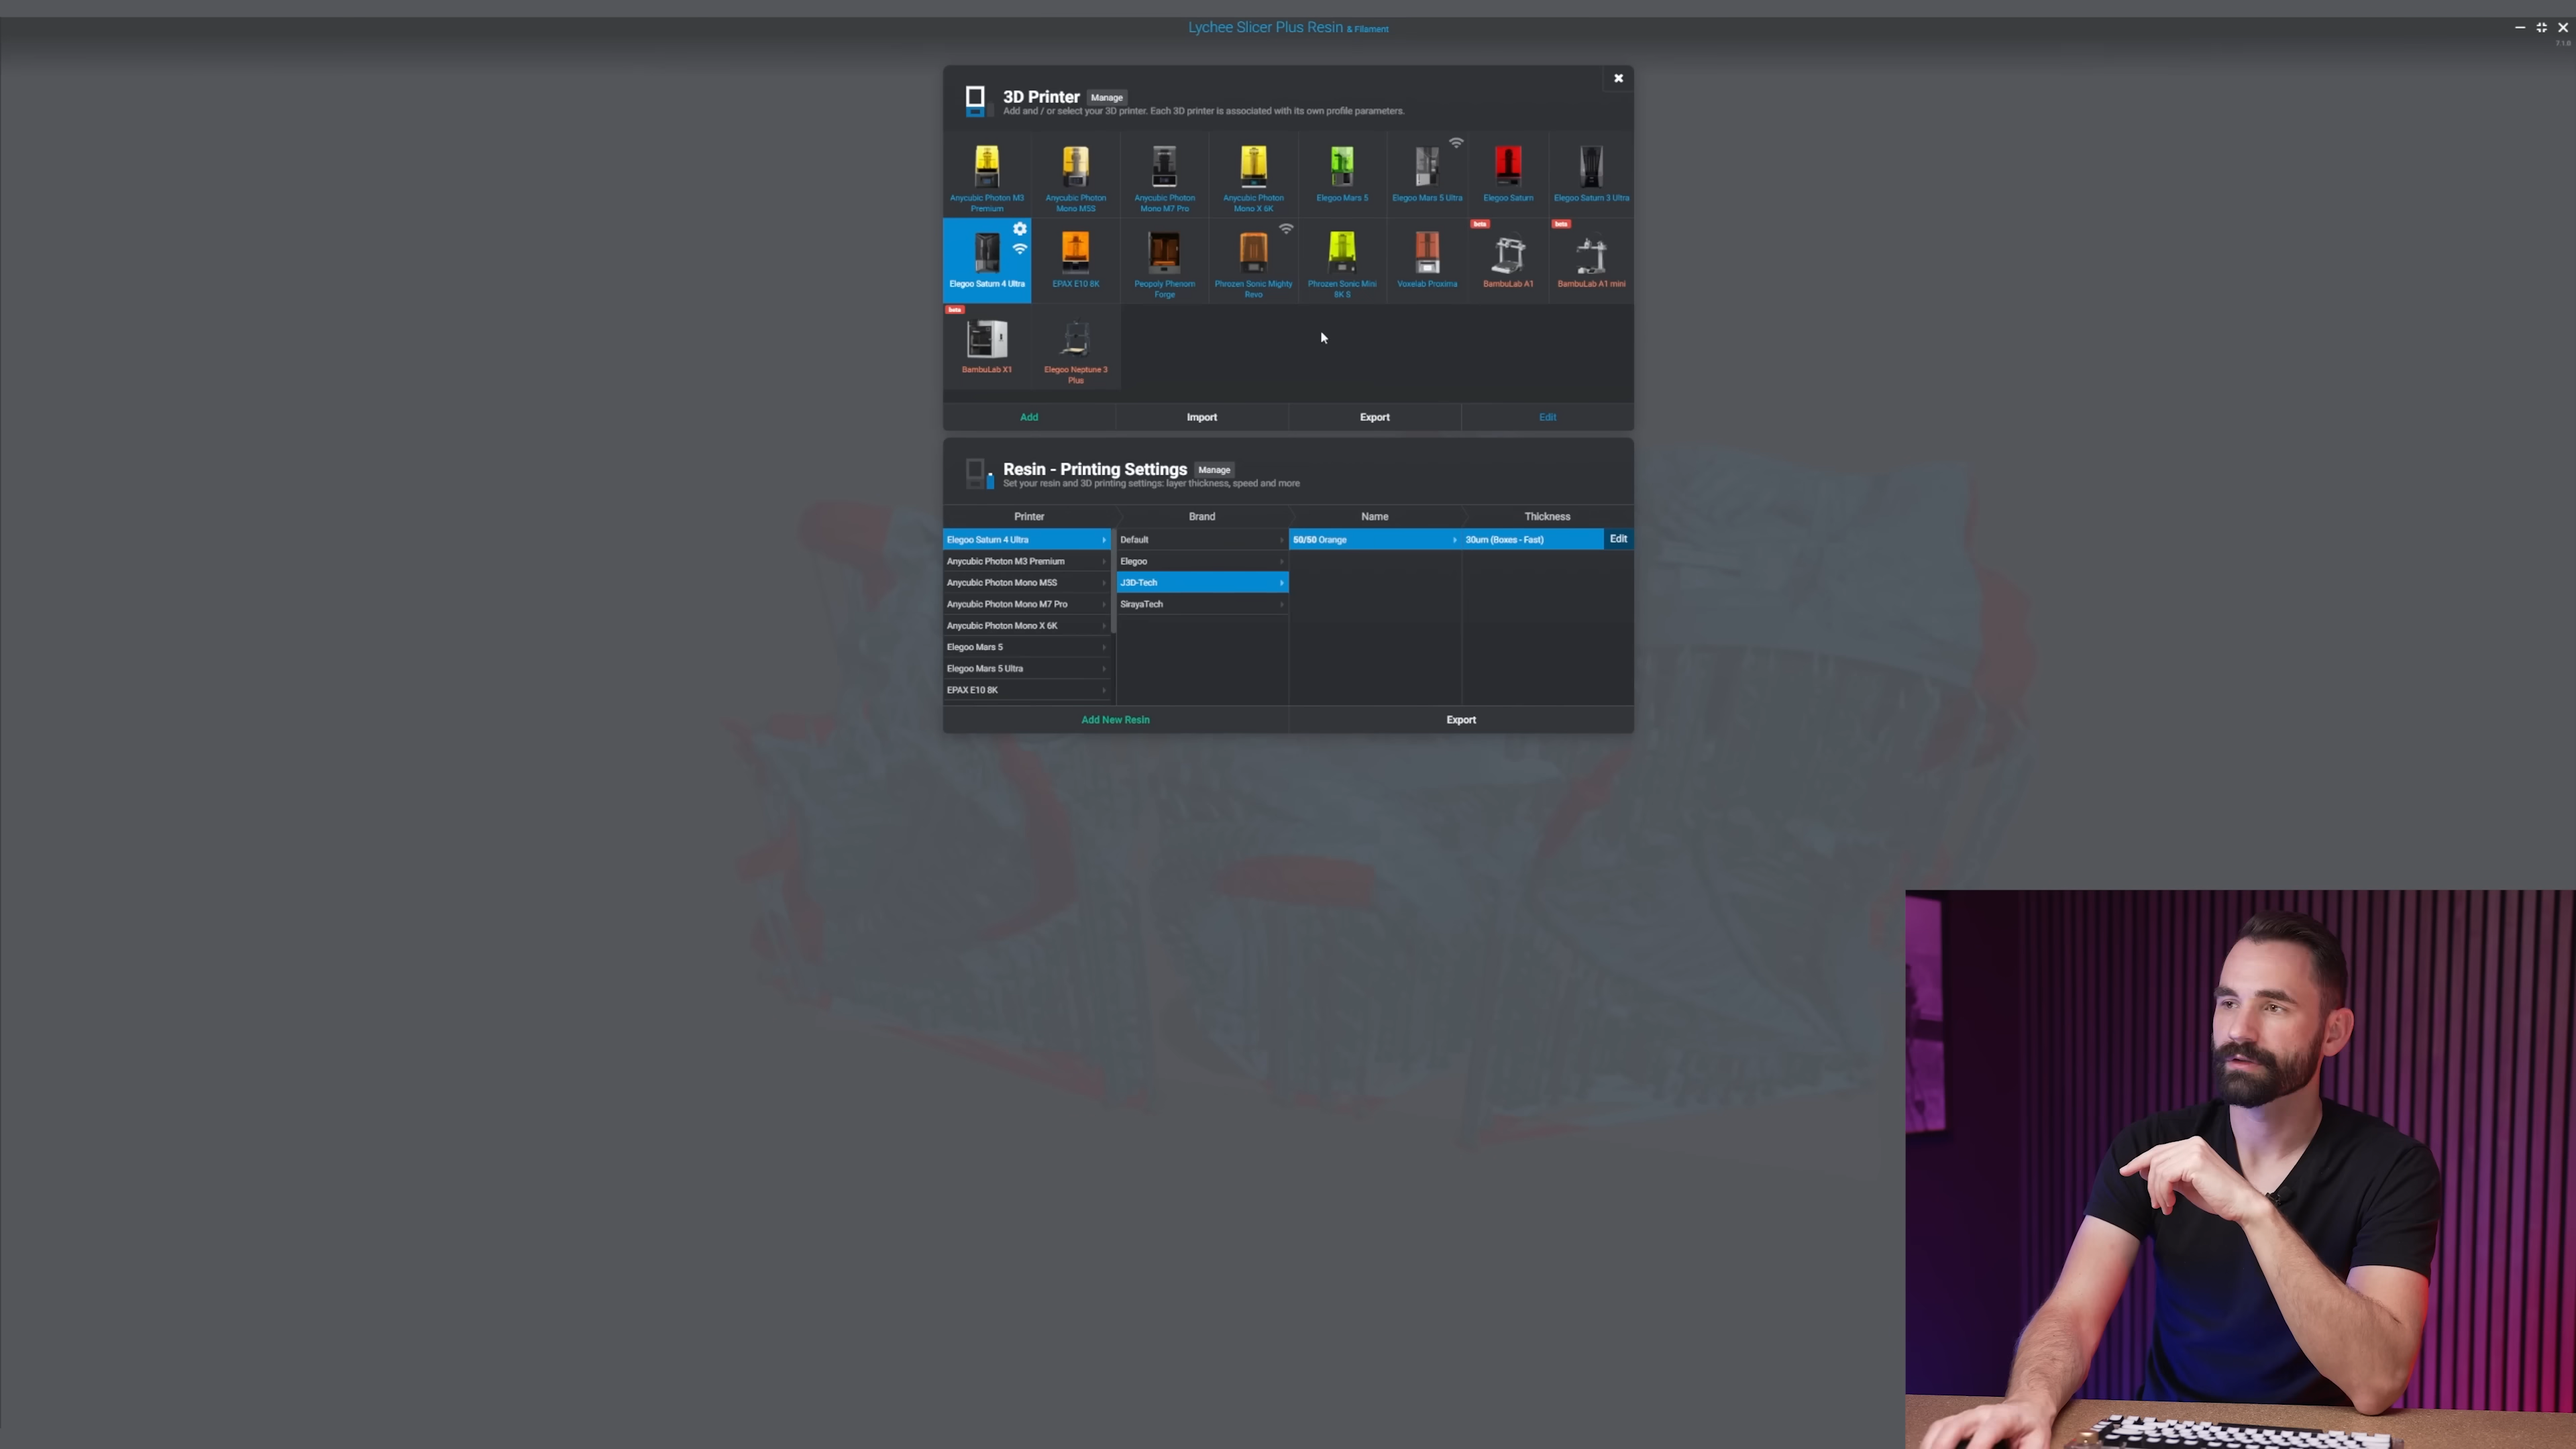 Lychee Slicer Plus Resin & Filament
7.1.0
3D Printer Manage
Add and / or select your 3D printer. Each 3D printer is associated with its own profile parameters.
Anycubic Photon M3 Premium
Anycubic Photon Mono M5S
Anycubic Photon Mono M7 Pro
Anycubic Photon Mono X 6K
Elegoo Mars 5
Elegoo Mars 5 Ultra
Elegoo Saturn
Elegoo Saturn 3 Ultra
Elegoo Saturn 4 Ultra
EPAX E10 8K
Peopoly Phenom Forge
Phrozen Sonic Mighty Revo
Phrozen Sonic Mini 8K S
Voxelab Proxima
beta
BambuLab A1
beta
BambuLab A1 mini
beta
BambuLab X1
Elegoo Neptune 3 Plus
Add Import Export Edit
Resin - Printing Settings Manage
Set your resin and 3D printing settings: layer thickness, speed and more
Printer Brand Name Thickness
Elegoo Saturn 4 Ultra Default 50/50 Orange 30um (Boxes - Fast) Edit
Anycubic Photon M3 Premium Elegoo
Anycubic Photon Mono M5S J3D-Tech
Anycubic Photon Mono M7 Pro SirayaTech
Anycubic Photon Mono X 6K
Elegoo Mars 5
Elegoo Mars 5 Ultra
EPAX E10 8K
Add New Resin Export